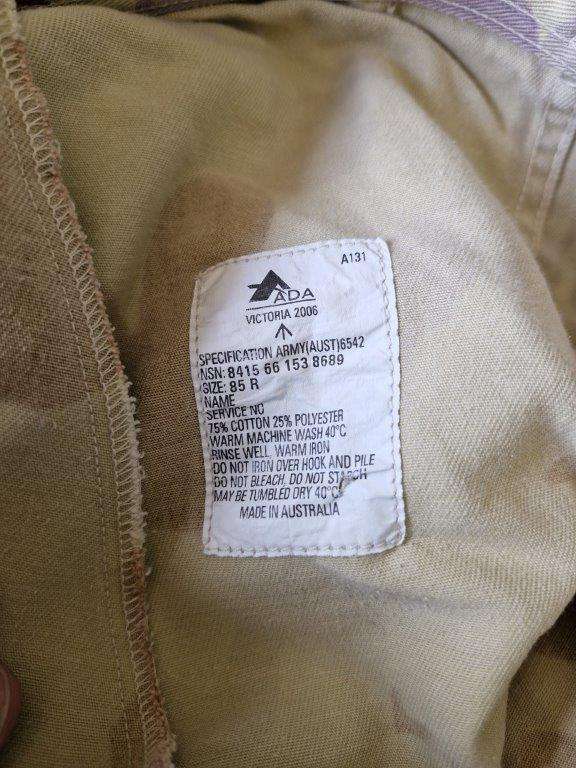 A131
ADA
VICTORIA 2006
SPECIFICATION ARMY(AUST)6542
NSN: 8415 66 153 8689
SIZE: 85 R
NAME
SERVICE NO
75% COTTON 25% POLYESTER
WARM MACHINE WASH 40°C
RINSE WELL, WARM IRON
DO NOT IRON OVER HOOK AND PILE
DO NOT BLEACH. DO NOT STARCH
MAY BE TUMBLED DRY 40°C
MADE IN AUSTRALIA